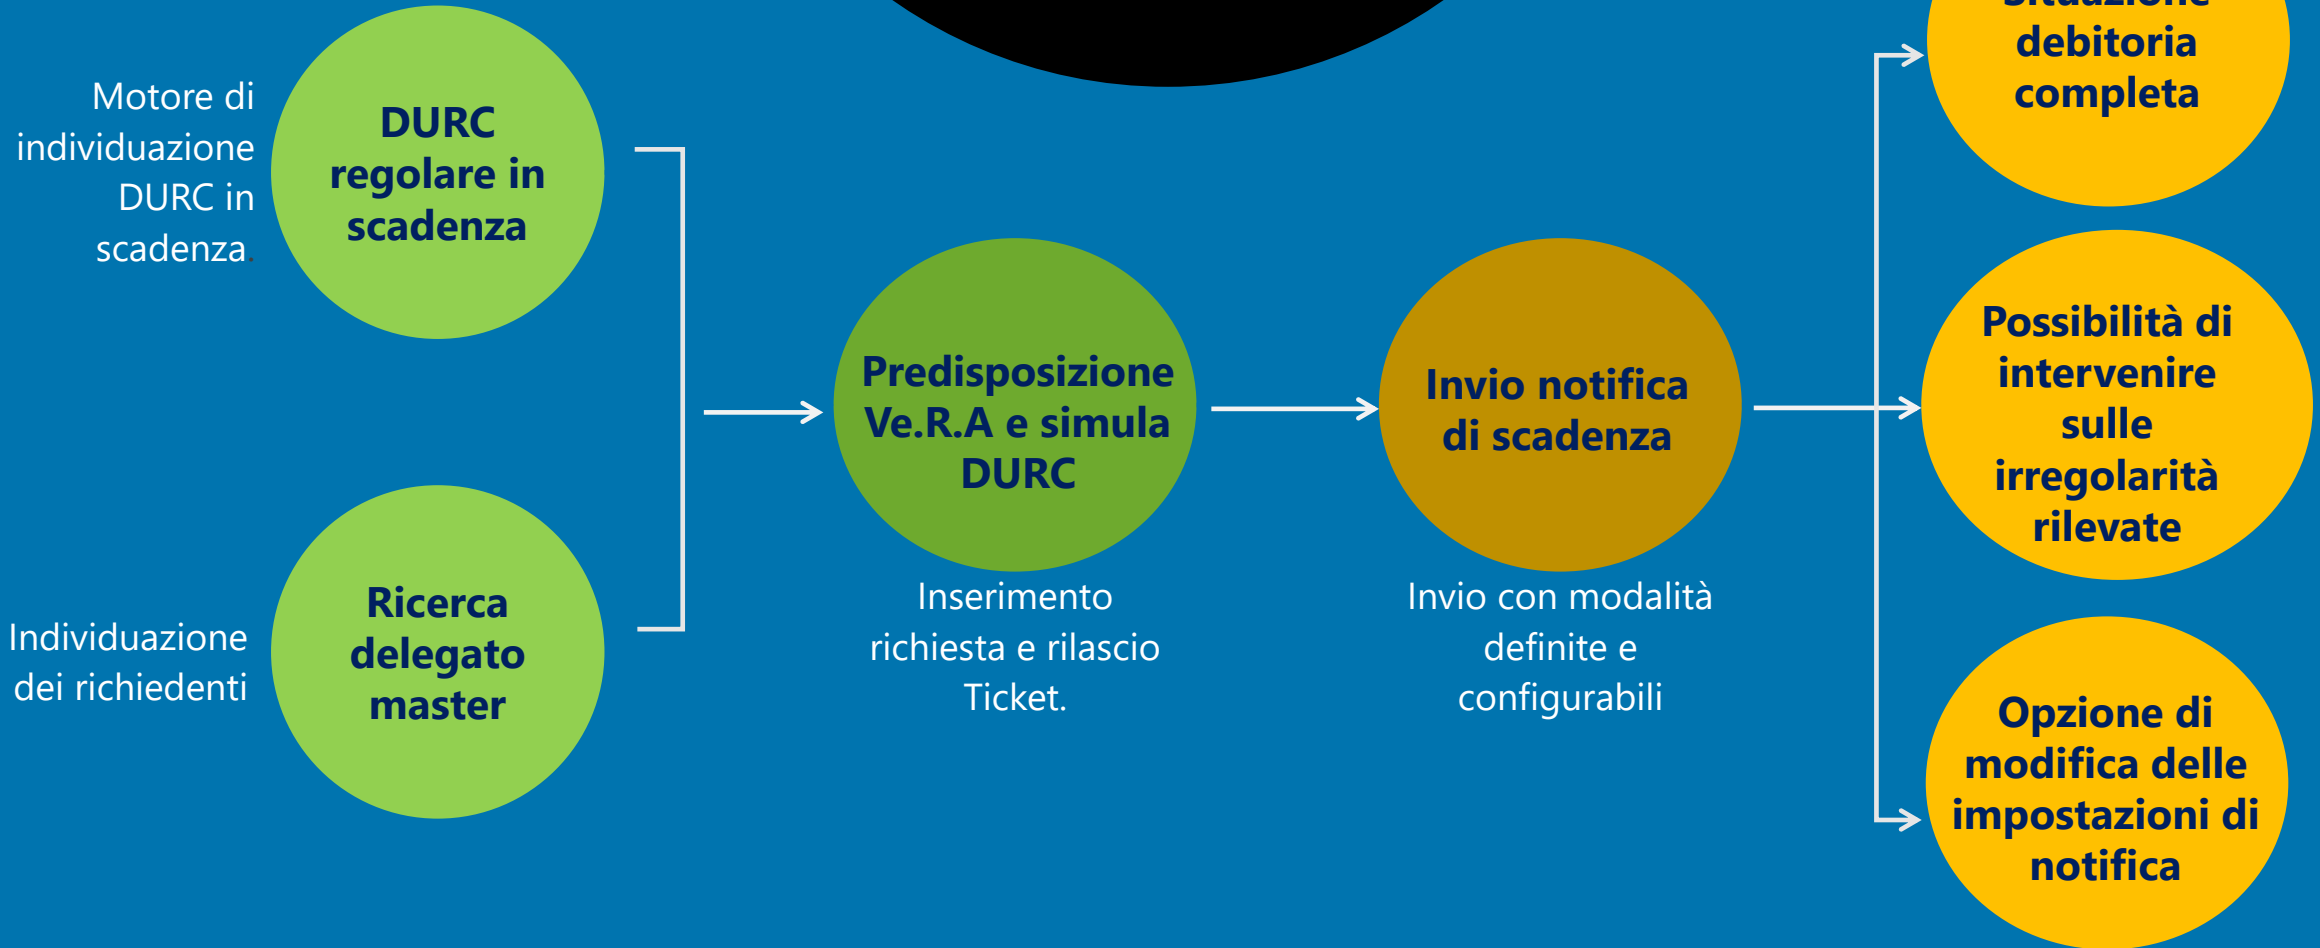 Motore di
individuazione
DURC in
scadenza.
DURC
regolare in
scadenza
Individuazione
dei richiedenti
Ricerca
delegato
master
Predisposizione
Ve.R.A e simula
DURC
Inserimento
richiesta e rilascio
Ticket.
Invio notifica
di scadenza
Invio con modalità
definite e
configurabili
Situazione
debitoria
completa
Possibilità di
intervenire
sulle
irregolarità
rilevate
Opzione di
modifica delle
impostazioni di
notifica